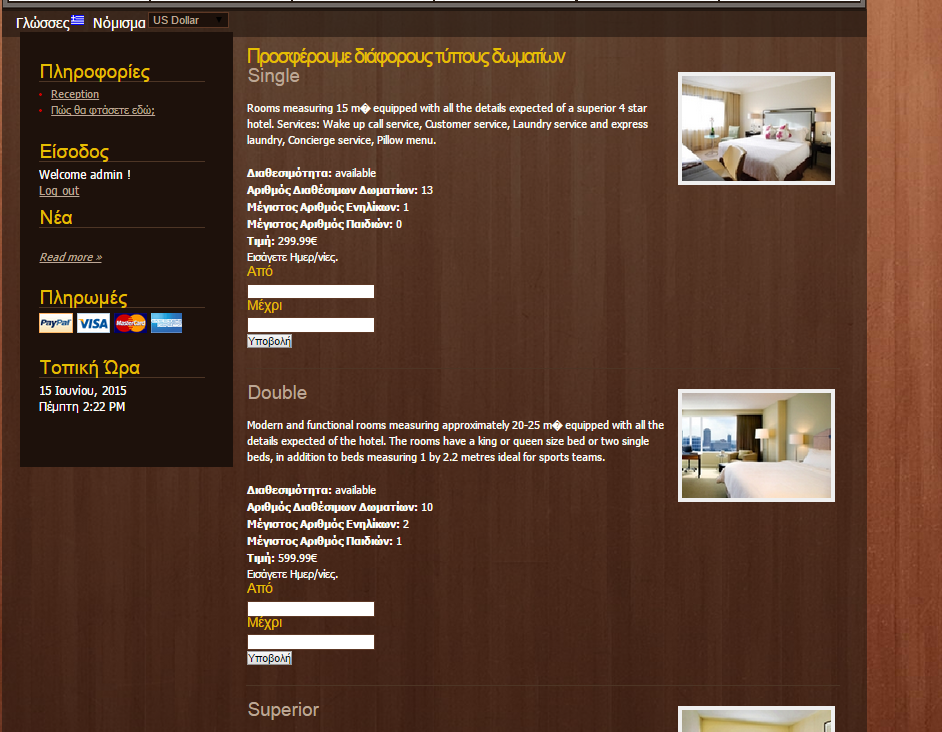 Γλώσσες Νόμισμα US Dollar
Πληροφορίες
Reception
Πώς θα φτάσετε εδώ;
Είσοδος
Welcome admin !
Log out
Νέα
Read more »
Πληρωμές
PayPal VISA MasterCard
Τοπική Ώρα
15 Ιουνίου, 2015
Πέμπτη 2:22 PM
Προσφέρουμε διάφορους τύπους δωματίων
Single
Rooms measuring 15 m� equipped with all the details expected of a superior 4 star
hotel. Services: Wake up call service, Customer service, Laundry service and express
laundry, Concierge service, Pillow menu.
Διαθεσιμότητα: available
Αριθμός Διαθέσιμων Δωματίων: 13
Μέγιστος Αριθμός Ενηλίκων: 1
Μέγιστος Αριθμός Παιδιών: 0
Τιμή: 299.99€
Εισάγετε Ημερ/νίες.
Από
Μέχρι
Υποβολή
Double
Modern and functional rooms measuring approximately 20-25 m� equipped with all the
details expected of the hotel. The rooms have a king or queen size bed or two single
beds, in addition to beds measuring 1 by 2.2 metres ideal for sports teams.
Διαθεσιμότητα: available
Αριθμός Διαθέσιμων Δωματίων: 10
Μέγιστος Αριθμός Ενηλίκων: 2
Μέγιστος Αριθμός Παιδιών: 1
Τιμή: 599.99€
Εισάγετε Ημερ/νίες.
Από
Μέχρι
Υποβολή
Superior